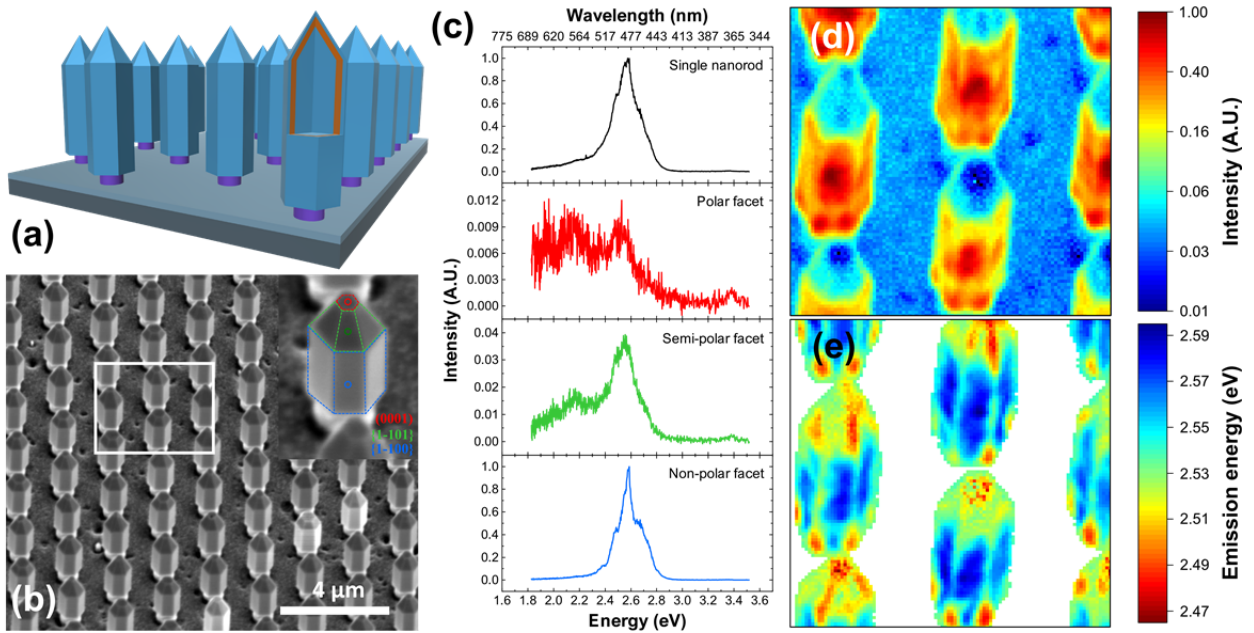 (a)
(b)
{0001}
{1-101}
{1-100}
4 μm
(c)
Wavelength (nm)
775 689 620 564 517 477 443 413 387 365 344
Single nanorod
1.0
0.8
0.6
0.4
0.2
0.0
Polar facet
0.012
0.009
0.006
0.003
0.000
Semi-polar facet
0.04
0.03
0.02
0.01
0.00
Non-polar facet
1.0
0.8
0.6
0.4
0.2
0.0
Intensity (A.U.)
1.6 1.8 2.0 2.2 2.4 2.6 2.8 3.0 3.2 3.4 3.6
Energy (eV)
(d)
1.00
0.40
0.16
0.06
0.03
0.01
Intensity (A.U.)
(e)
2.59
2.57
2.55
2.53
2.51
2.49
2.47
Emission energy (eV)